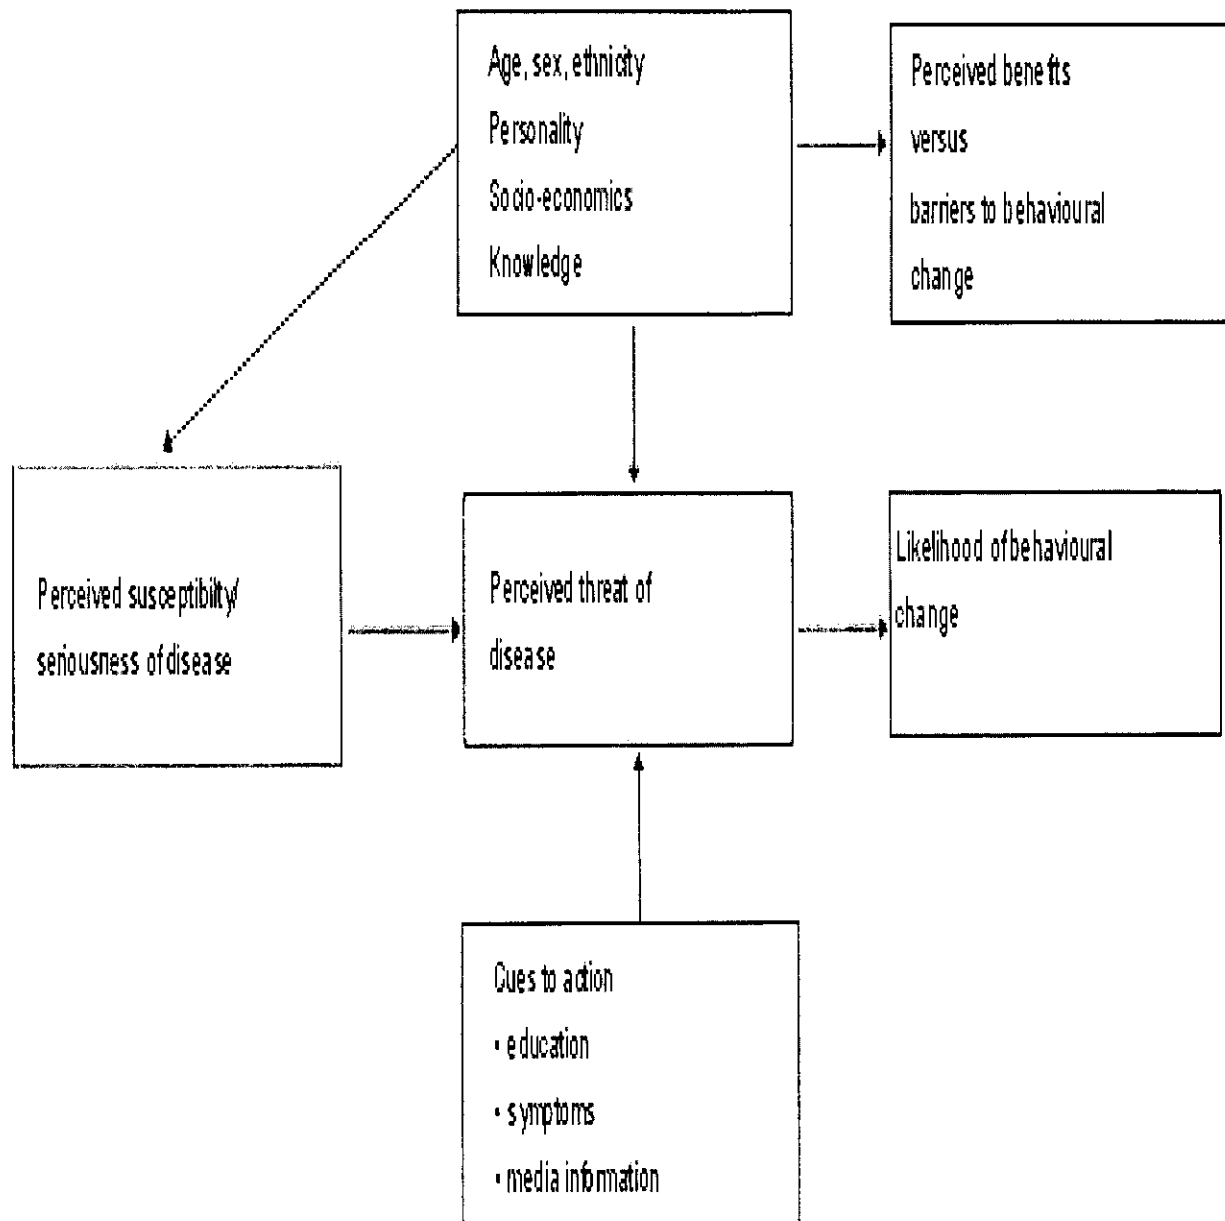 Age, sex, ethnicity
Personality
Socio-economics
Knowledge
Perceived benefits
versus
barriers to behavioural
change
Perceived susceptibilty/
seriousness of disease
Perceived threat of
disease
Likelihood of behavioural
change
Cues to action
• education
• symptoms
• media information